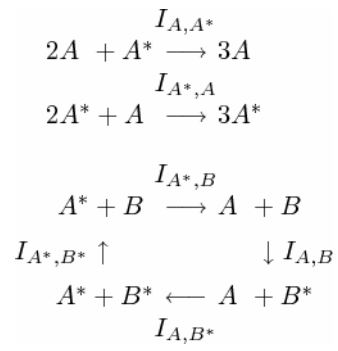 I_{A,A*}
2A + A* ⟶ 3A
I_{A*,A}
2A* + A ⟶ 3A*
I_{A*,B}
A* + B ⟶ A + B
I_{A*,B*} ↑ ↓ I_{A,B}
A* + B* ⟵ A + B*
I_{A,B*}